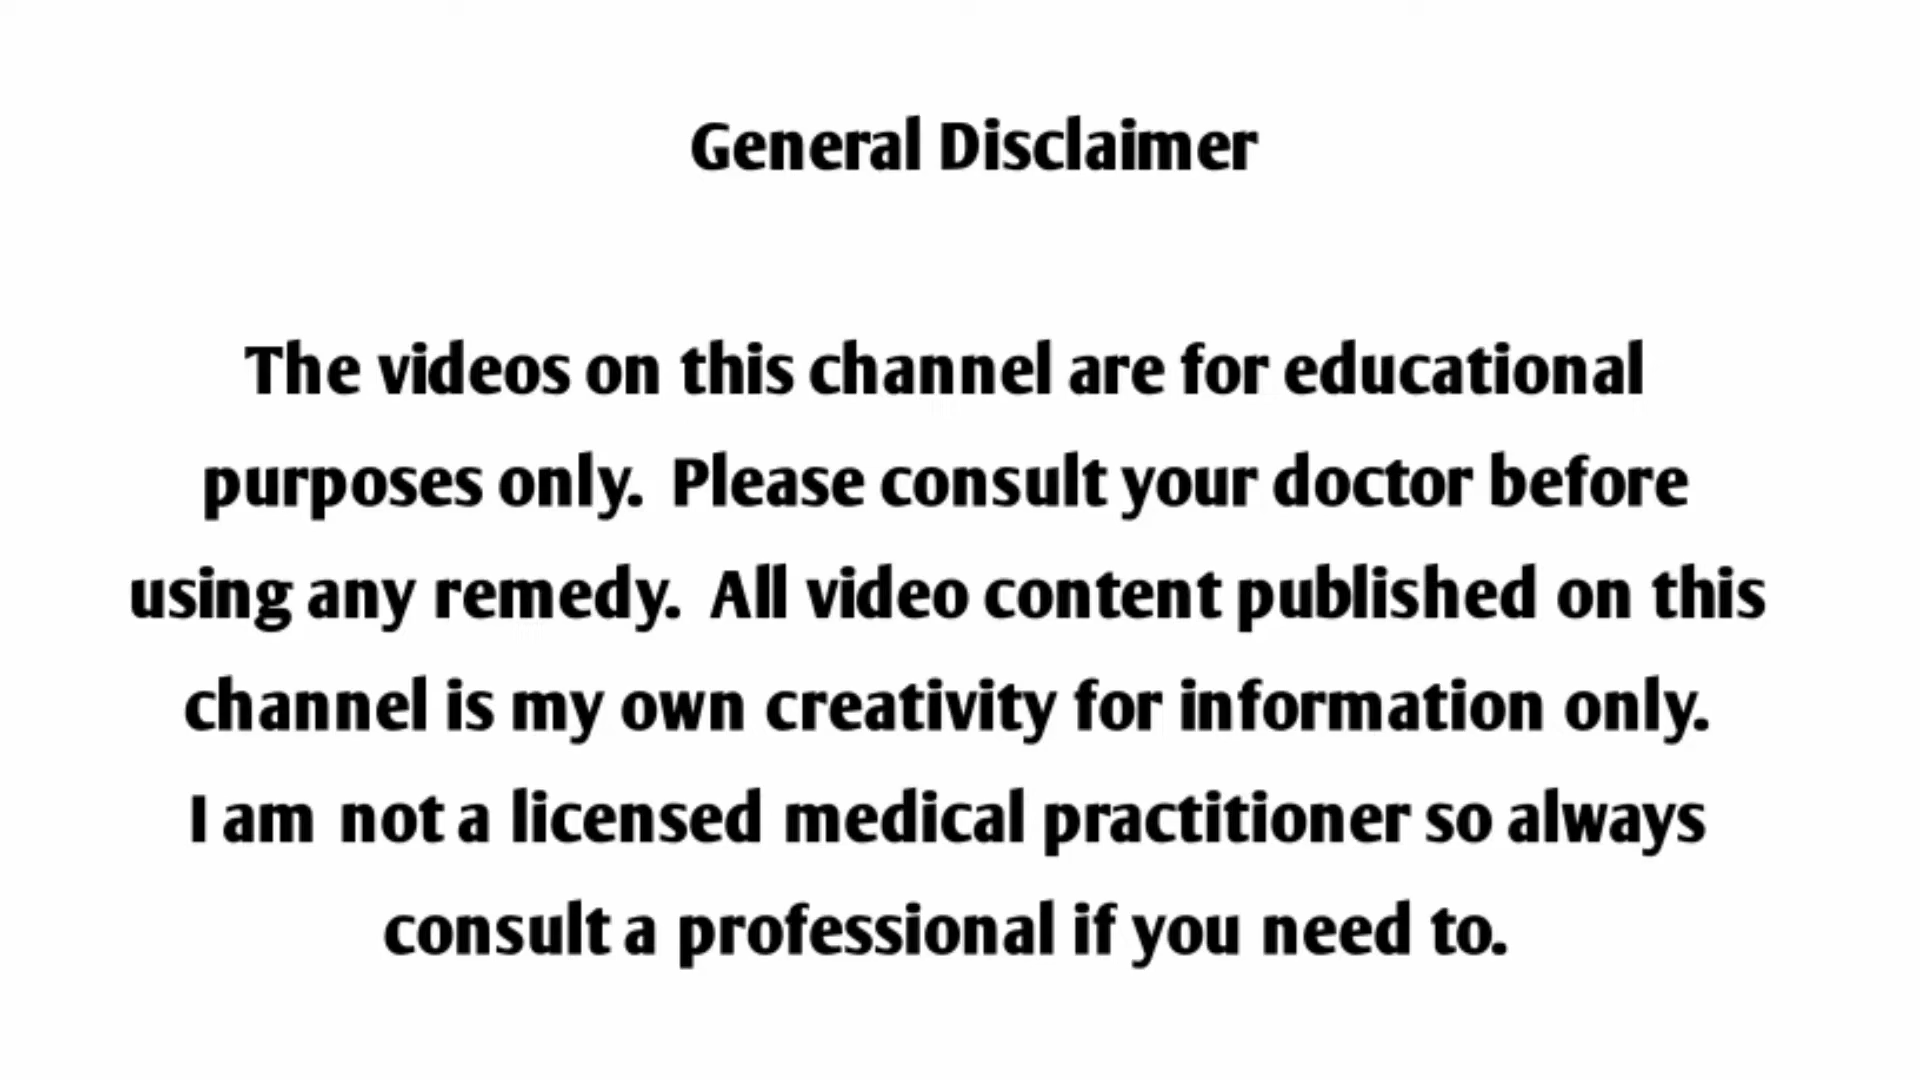 General Disclaimer
The videos on this channel are for educational
purposes only.  Please consult your doctor before
using any remedy.  All video content published on this
channel is my own creativity for information only.
I am not a licensed medical practitioner so always
consult a professional if you need to.